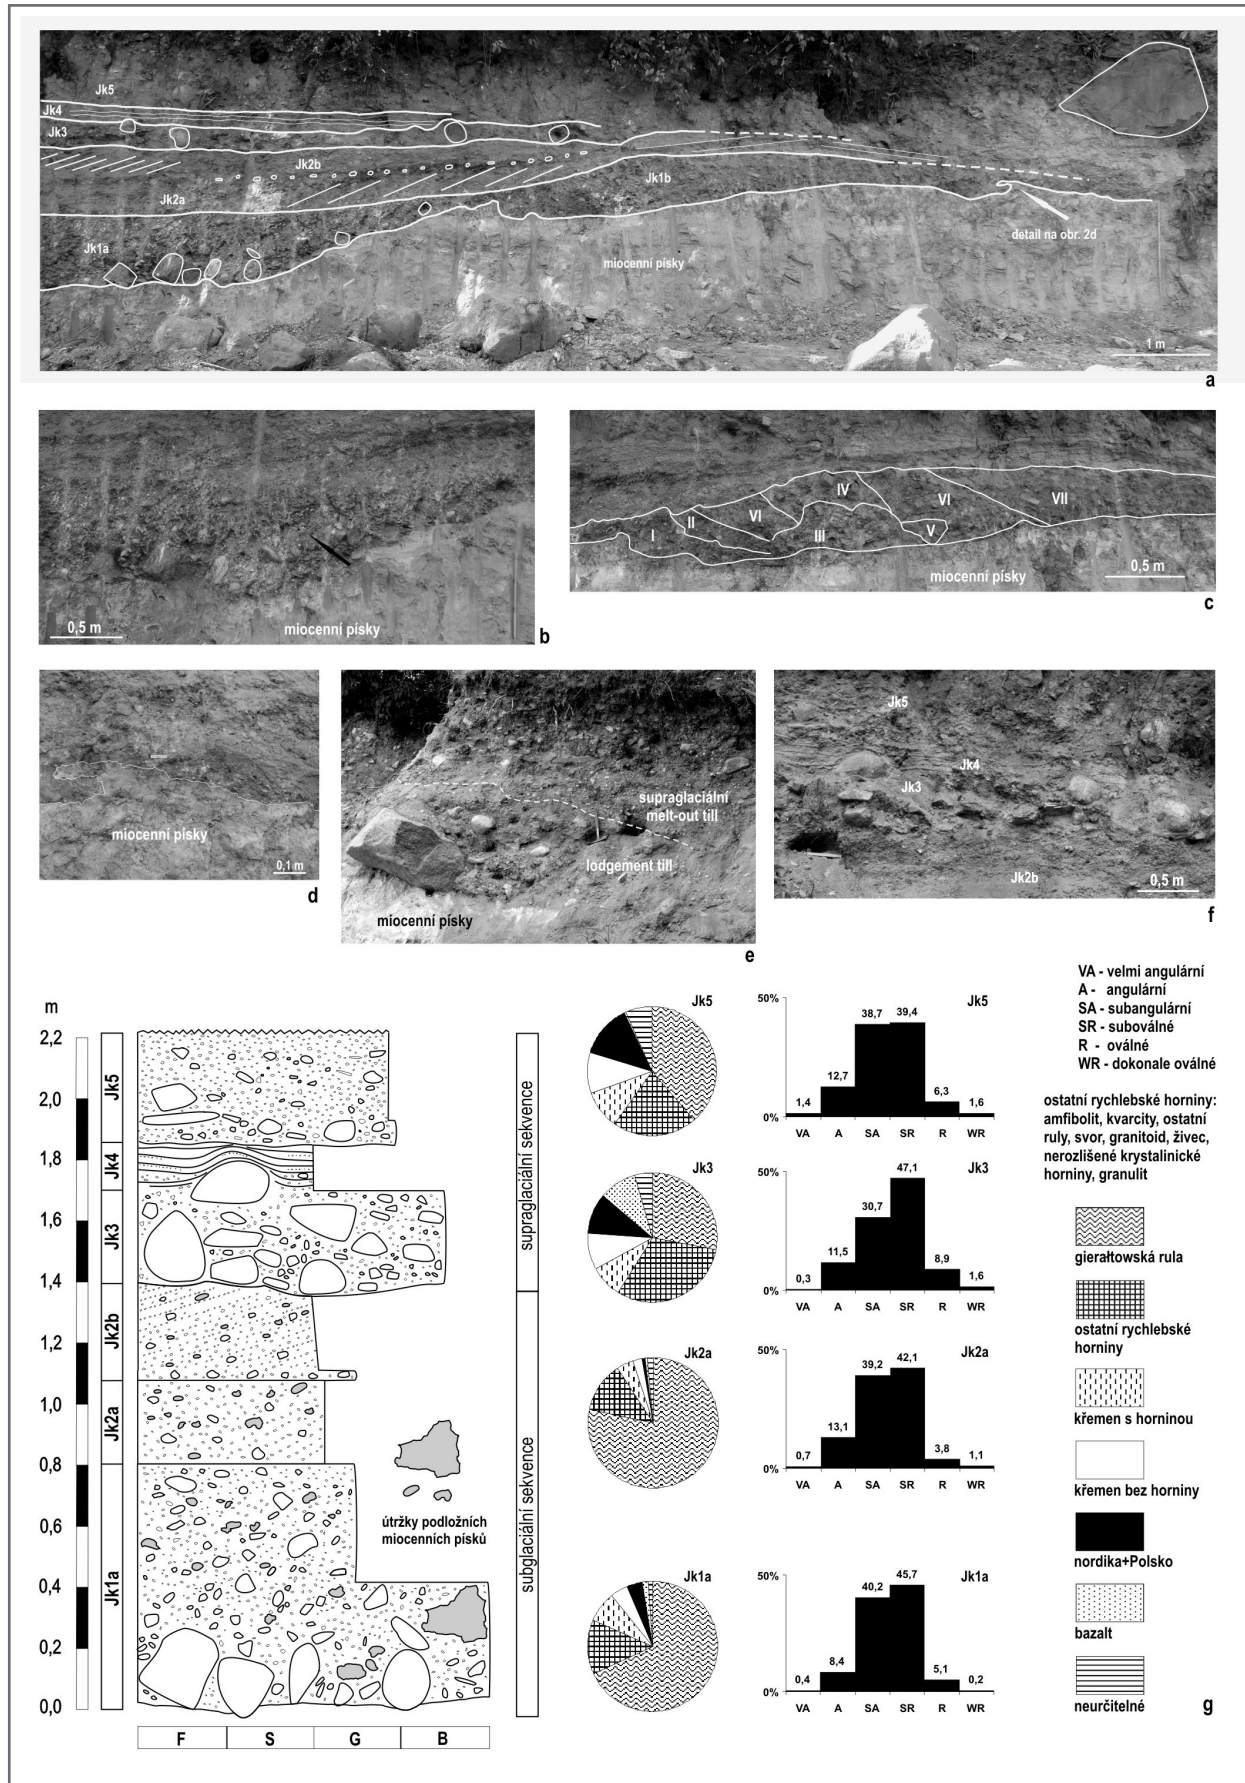 Jk5
Jk4
Jk3
Jk2b
Jk1b
Jk2a
Jk1a
miocenní písky
detail na obr. 2d
1 m
a
0,5 m
miocenní písky
b
I
II
VI
IV
III
V
VI
VII
miocenní písky
0,5 m
c
miocenní písky
0,1 m
d
supraglaciální
melt-out till
lodgement till
miocenní písky
e
Jk5
Jk4
Jk3
Jk2b
0,5 m
f
m
2,2
2,0
1,8
1,6
1,4
1,2
1,0
0,8
0,6
0,4
0,2
0,0
Jk5
Jk4
Jk3
Jk2b
Jk2a
Jk1a
F S G B
útržky podložních
miocenních písků
supraglaciální sekvence
subglaciální sekvence
Jk5
50%
0%
1,4 12,7 38,7 39,4 6,3 1,6
VA A SA SR R WR
Jk5
Jk3
50%
0%
0,3 11,5 30,7 47,1 8,9 1,6
VA A SA SR R WR
Jk3
Jk2a
50%
0%
0,7 13,1 39,2 42,1 3,8 1,1
VA A SA SR R WR
Jk2a
Jk1a
50%
0%
0,4 8,4 40,2 45,7 5,1 0,2
VA A SA SR R WR
Jk1a
VA - velmi angulární
A - angulární
SA - subangulární
SR - suboválné
R - oválné
WR - dokonale oválné
ostatní rychlebské horniny:
amfibolit, kvarcity, ostatní
ruly, svor, granitoid, živec,
nerozlišené krystalinické
horniny, granulit
gierałtowská rula
ostatní rychlebské
horniny
křemen s horninou
křemen bez horniny
nordika+Polsko
bazalt
neurčitelné
g